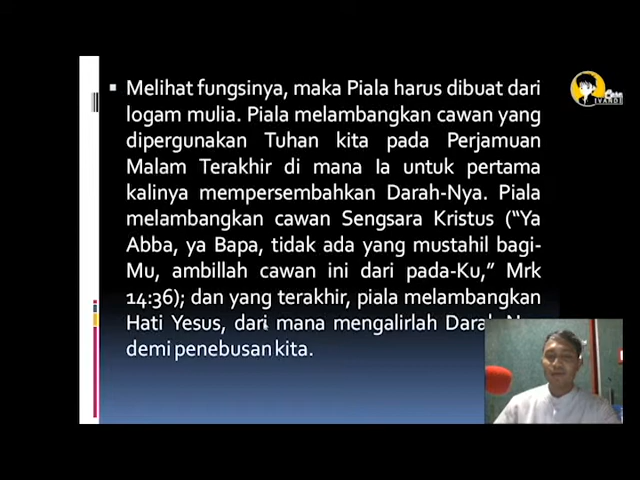 Melihat fungsinya, maka Piala harus dibuat dari
logam mulia. Piala melambangkan cawan yang
dipergunakan Tuhan kita pada Perjamuan
Malam Terakhir di mana Ia untuk pertama
kalinya mempersembahkan Darah-Nya. Piala
melambangkan cawan Sengsara Kristus (“Ya
Abba, ya Bapa, tidak ada yang mustahil bagi-
Mu, ambillah cawan ini dari pada-Ku,” Mrk
14:36); dan yang terakhir, piala melambangkan
Hati Yesus, dari mana mengalirlah
demi penebusan kita.